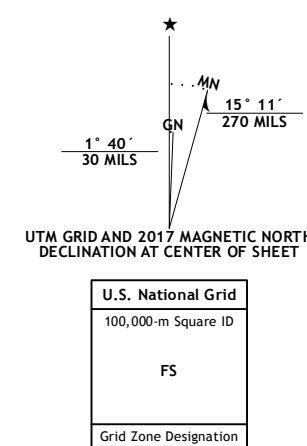 ★
MN
GN
15° 11´
270 MILS
1° 40´
30 MILS
UTM GRID AND 2017 MAGNETIC NORTH
DECLINATION AT CENTER OF SHEET
U.S. National Grid
100,000-m Square ID
FS
Grid Zone Designation